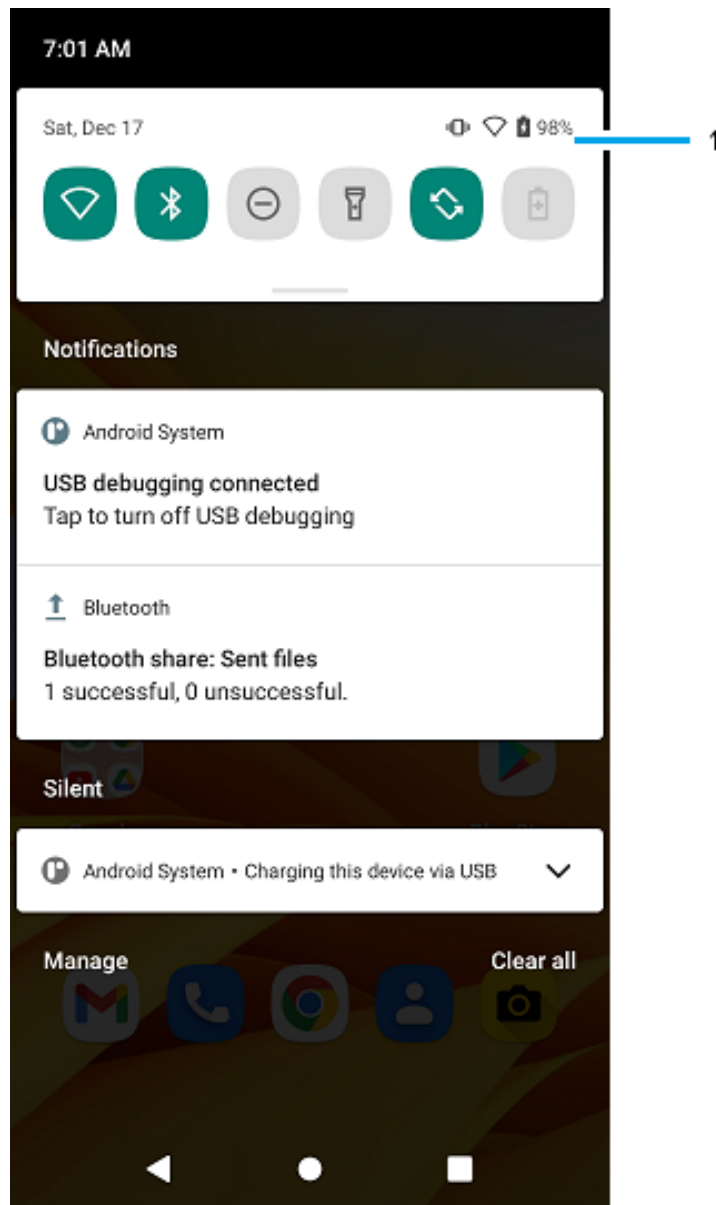 7:01 AM
Sat, Dec 17
98%
1
Notifications
Android System
USB debugging connected
Tap to turn off USB debugging
Bluetooth
Bluetooth share: Sent files
1 successful, 0 unsuccessful.
Silent
Android System • Charging this device via USB
Manage
Clear all